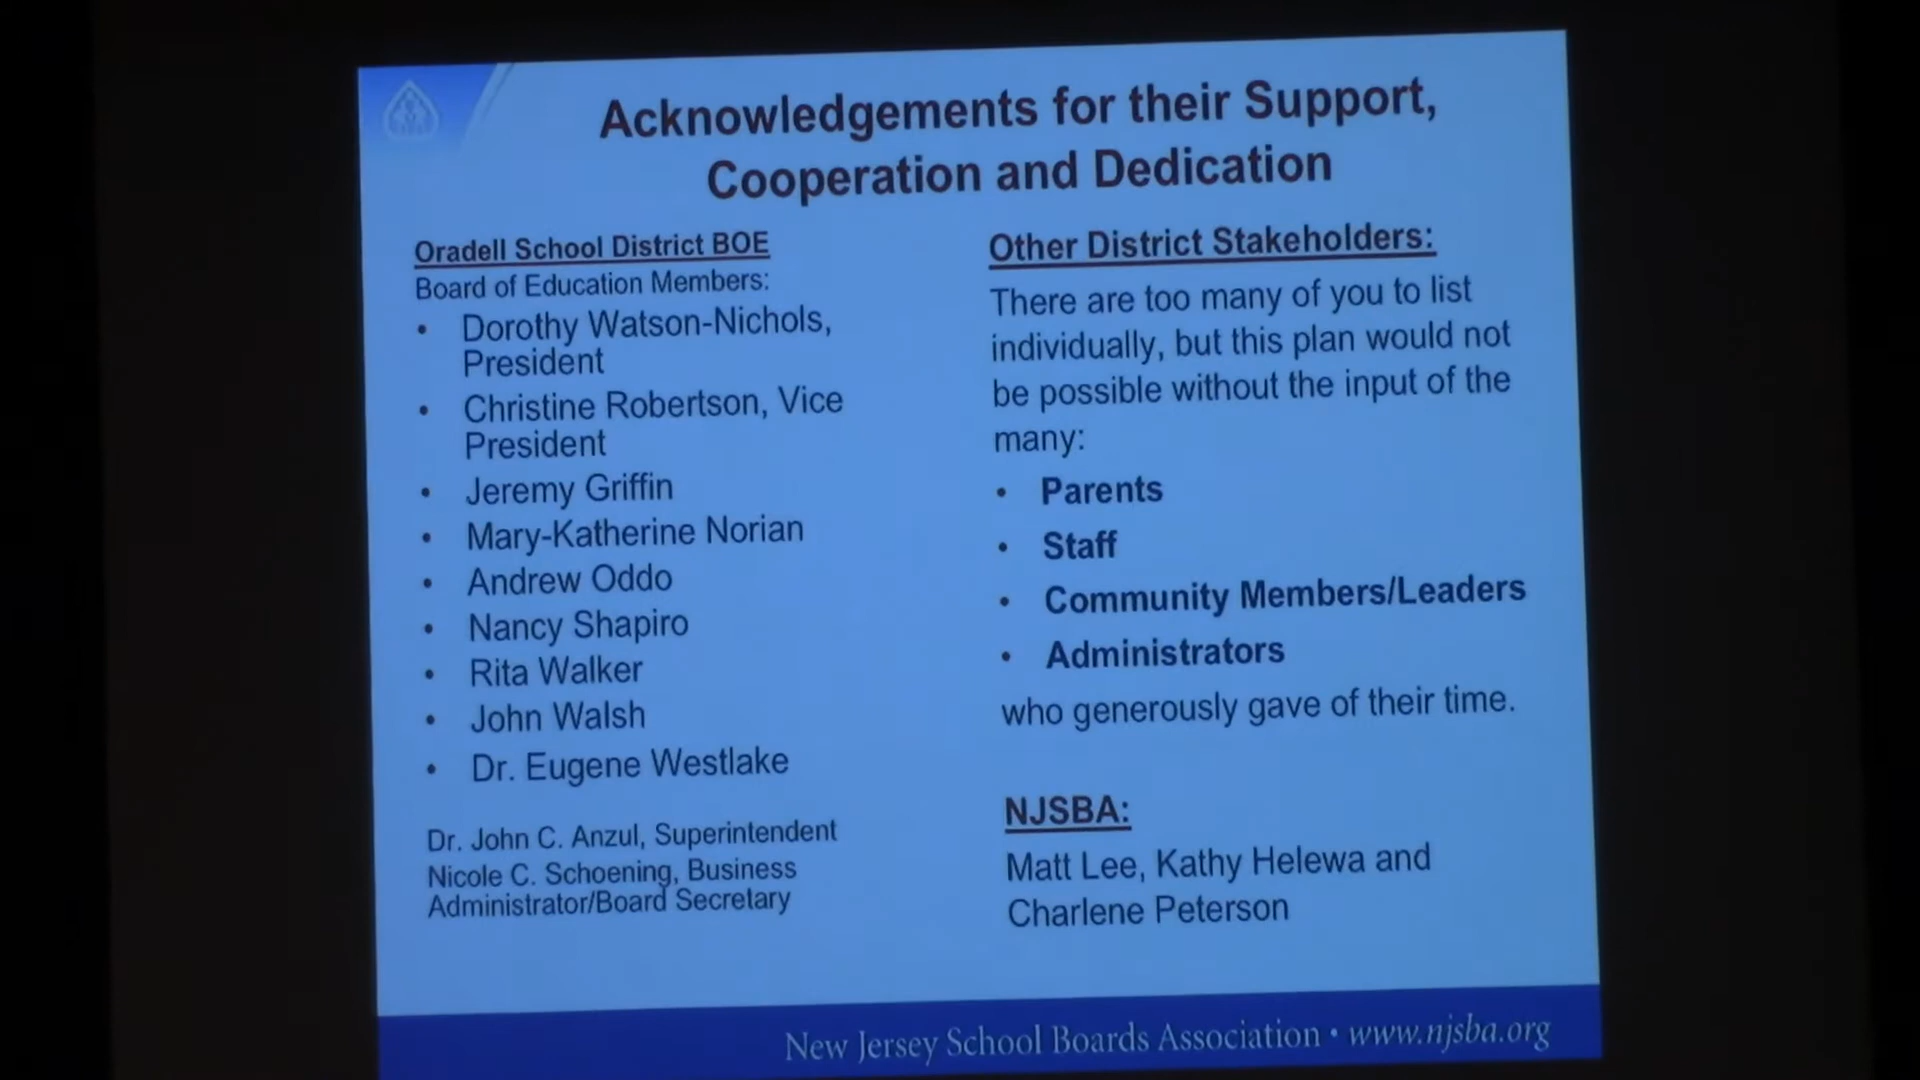 Acknowledgements for their Support,
Cooperation and Dedication
Oradell School District BOE
Board of Education Members:
• Dorothy Watson-Nichols,
President
• Christine Robertson, Vice
President
• Jeremy Griffin
• Mary-Katherine Norian
• Andrew Oddo
• Nancy Shapiro
• Rita Walker
• John Walsh
• Dr. Eugene Westlake
Dr. John C. Anzul, Superintendent
Nicole C. Schoening, Business
Administrator/Board Secretary
Other District Stakeholders:
There are too many of you to list
individually, but this plan would not
be possible without the input of the
many:
• Parents
• Staff
• Community Members/Leaders
• Administrators
who generously gave of their time.
NJSBA:
Matt Lee, Kathy Helewa and
Charlene Peterson
New Jersey School Boards Association • www.njsba.org